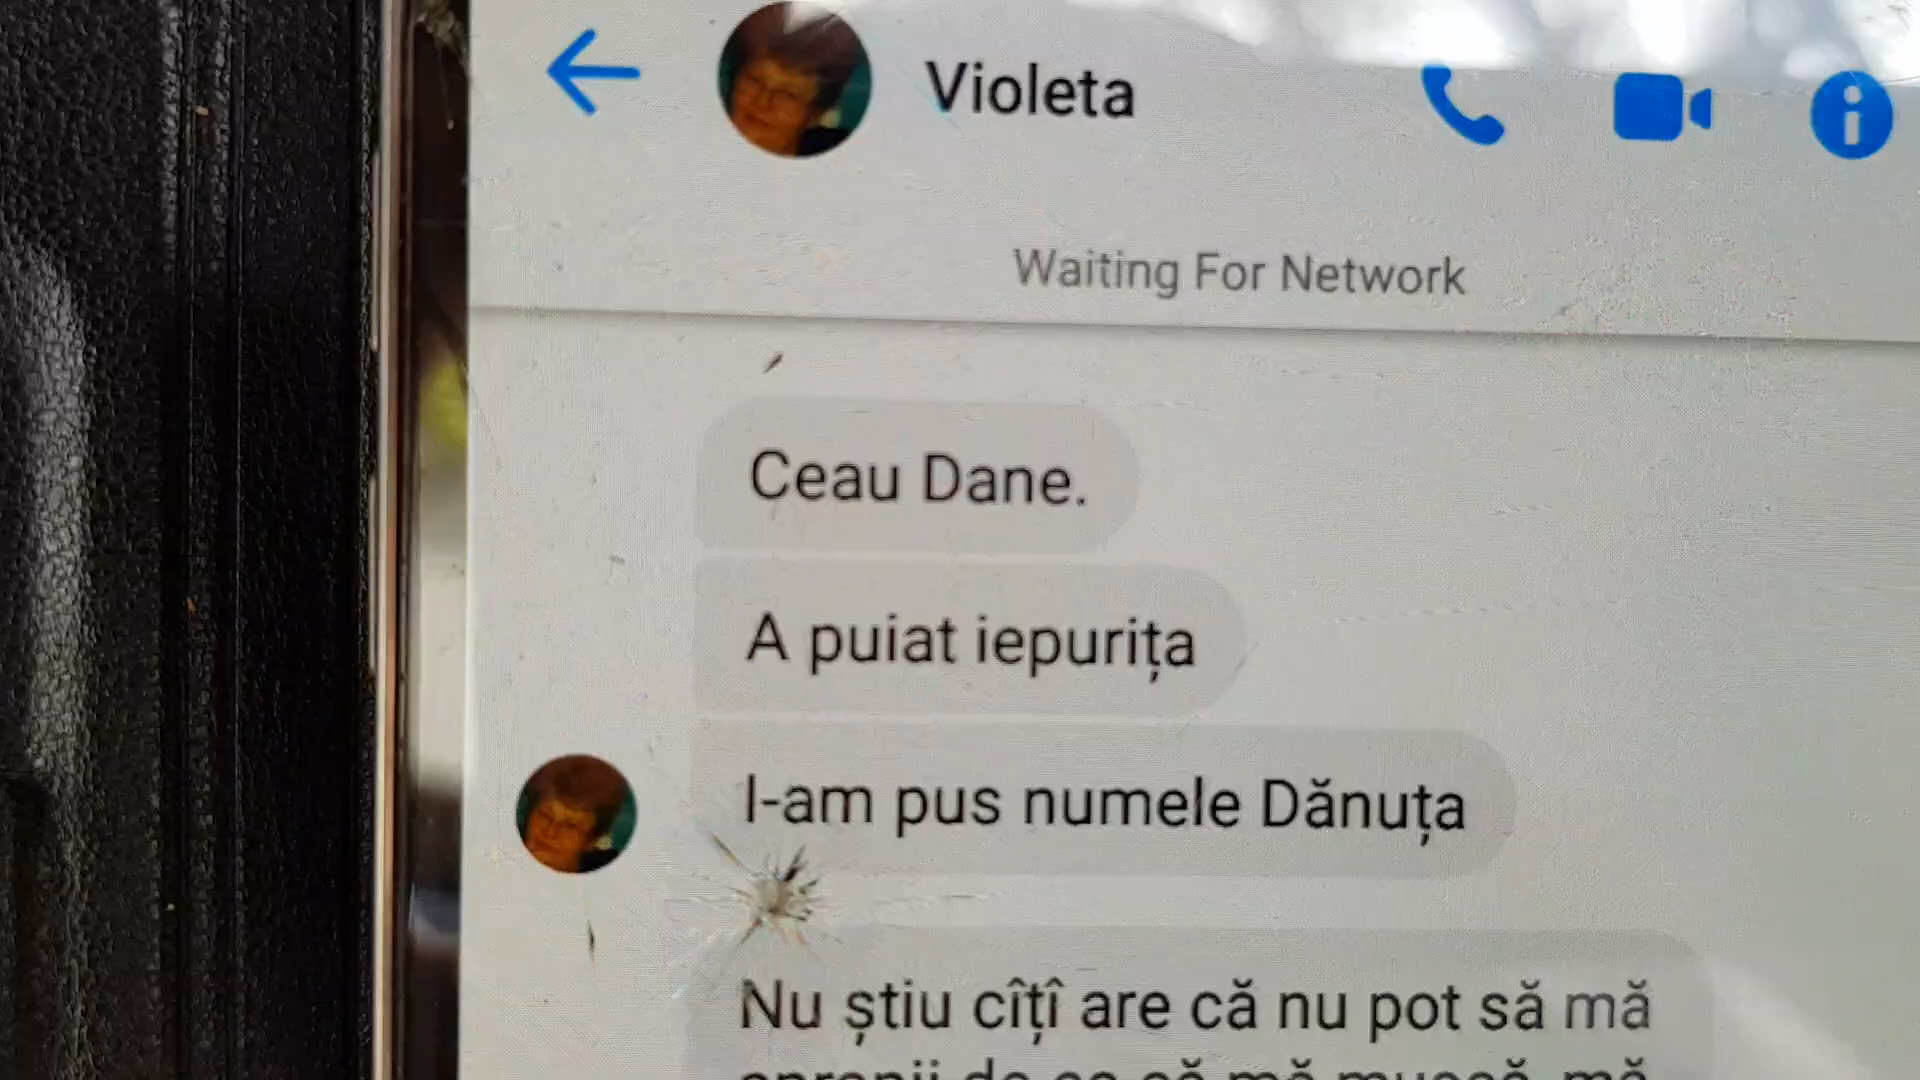 Violeta
Waiting For Network
Ceau Dane.
A puiat iepurița
I-am pus numele Dănuța
Nu știu cîțî are că nu pot să mă